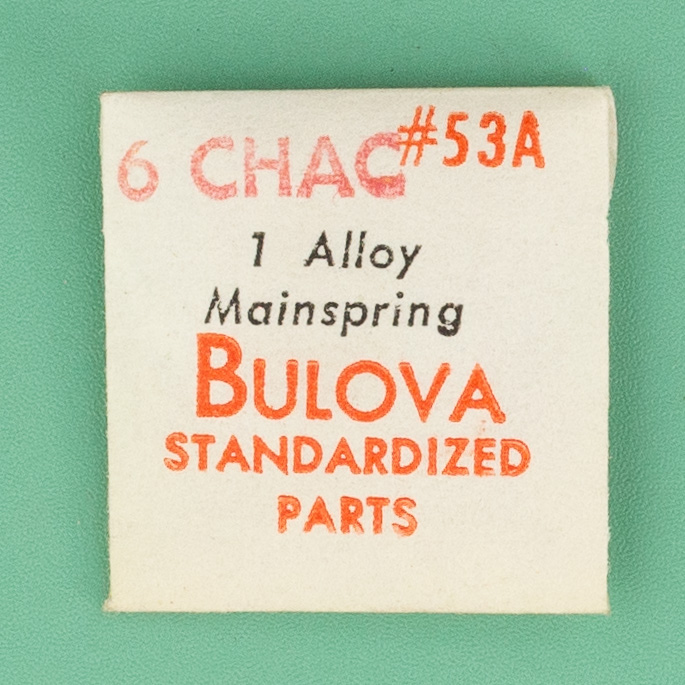 6 CHAC #53A
1 Alloy
Mainspring
BULOVA
STANDARDIZED
PARTS